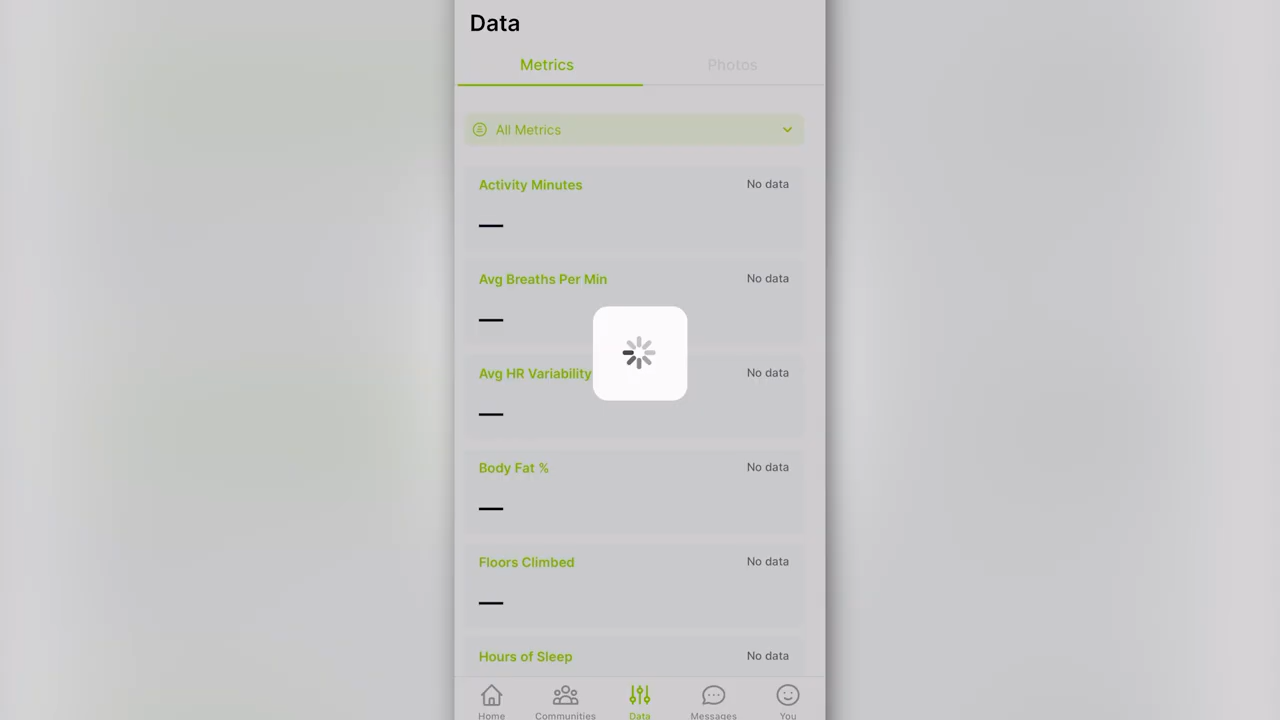 Data
Metrics Photos
All Metrics
Activity Minutes No data
—
Avg Breaths Per Min No data
—
Avg HR Variability No data
—
Body Fat % No data
—
Floors Climbed No data
—
Hours of Sleep No data
Home Communities Data Messages You